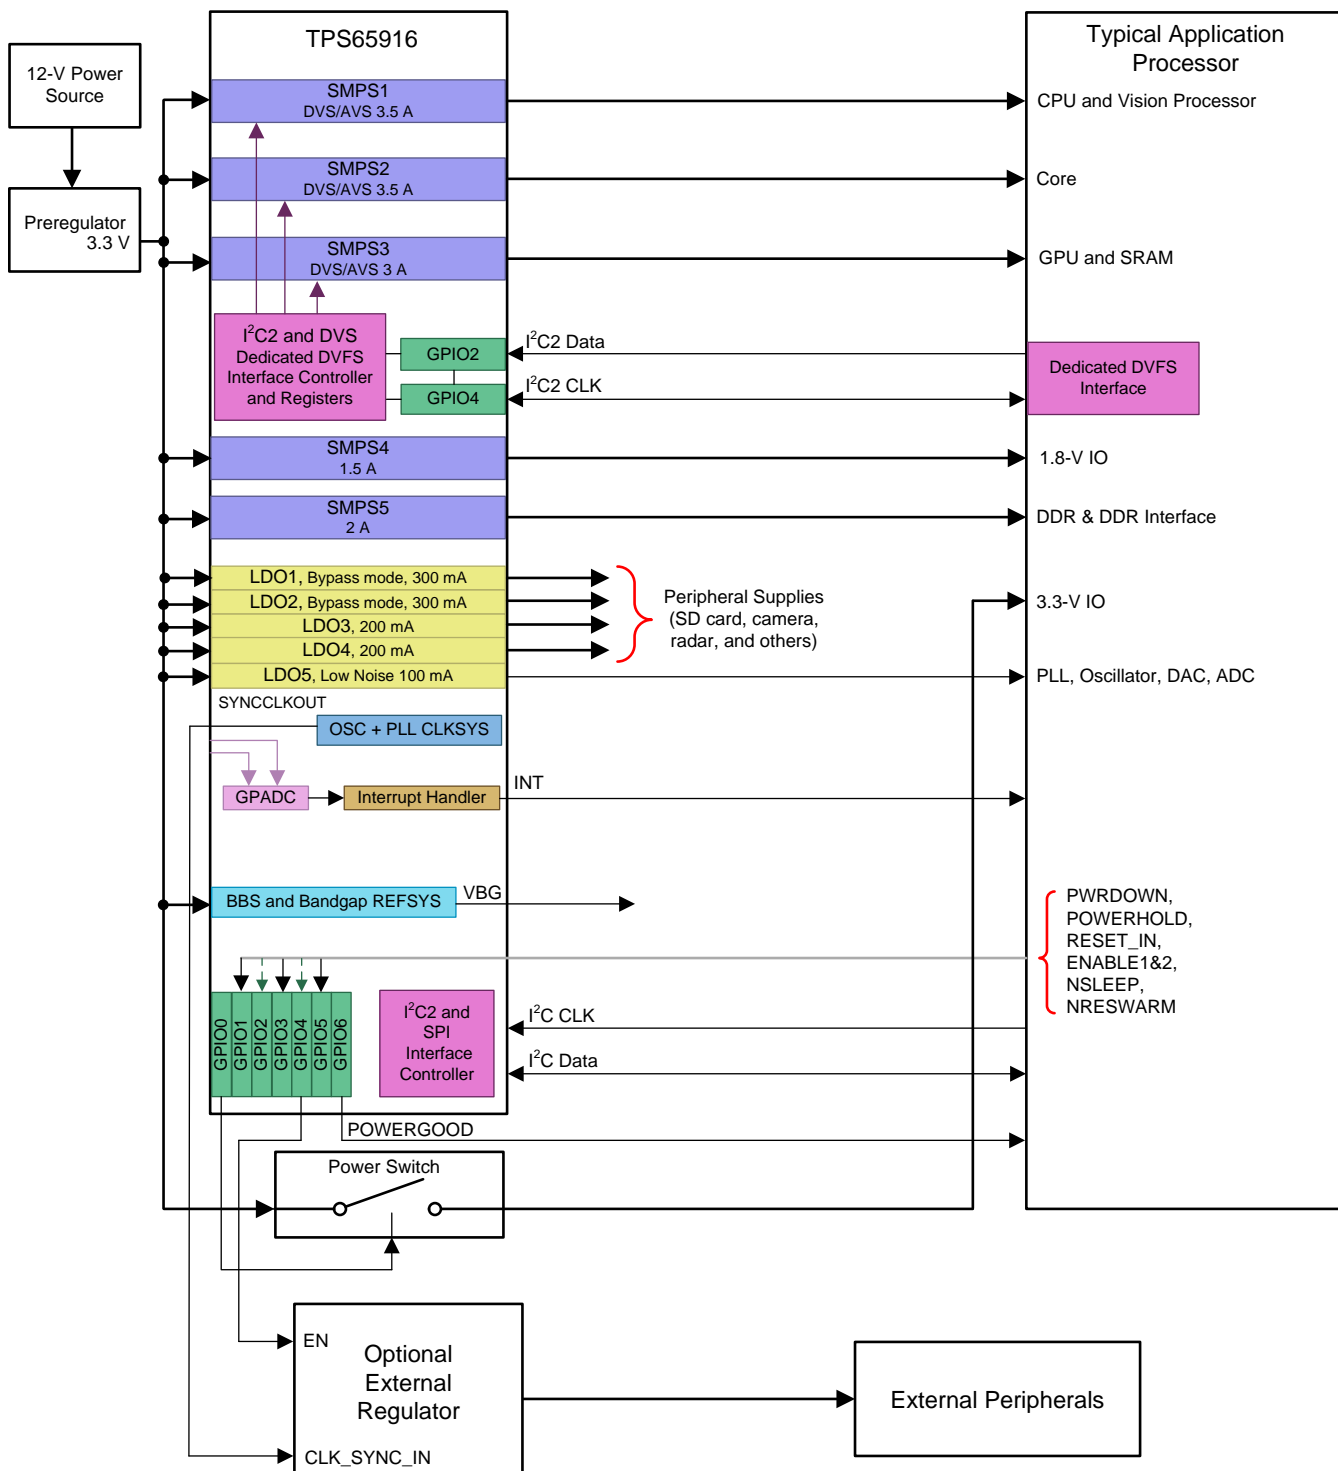 TPS65916
Typical Application
Processor
12-V Power
Source
SMPS1
DVS/AVS 3.5 A
CPU and Vision Processor
SMPS2
DVS/AVS 3.5 A
Core
Preregulator
3.3 V
SMPS3
DVS/AVS 3 A
GPU and SRAM
I²C2 and DVS
Dedicated DVFS
Interface Controller
and Registers
GPIO2
GPIO4
I²C2 Data
I²C2 CLK
Dedicated DVFS
Interface
SMPS4
1.5 A
1.8-V IO
SMPS5
2 A
DDR & DDR Interface
LDO1, Bypass mode, 300 mA
LDO2, Bypass mode, 300 mA
LDO3, 200 mA
LDO4, 200 mA
LDO5, Low Noise 100 mA
Peripheral Supplies
(SD card, camera,
radar, and others)
3.3-V IO
PLL, Oscillator, DAC, ADC
SYNCCLKOUT
OSC + PLL CLKSYS
GPADC
Interrupt Handler
INT
BBS and Bandgap REFSYS
VBG
PWRDOWN,
POWERHOLD,
RESET_IN,
ENABLE1&2,
NSLEEP,
NRESWARM
GPIO0
GPIO1
GPIO2
GPIO3
GPIO4
GPIO5
GPIO6
I²C2 and
SPI
Interface
Controller
I²C CLK
I²C Data
POWERGOOD
Power Switch
EN
Optional
External
Regulator
CLK_SYNC_IN
External Peripherals